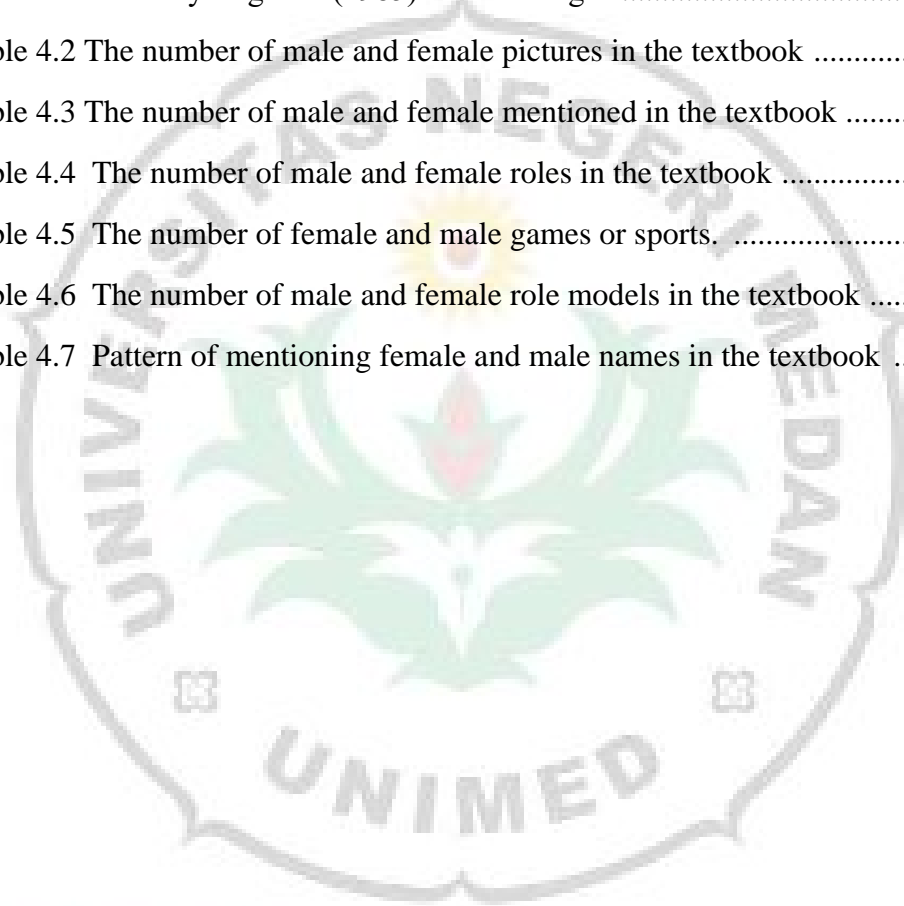 ble 4.2 The number of male and female pictures in the textbook ............
ble 4.3 The number of male and female mentioned in the textbook ........
ble 4.4 The number of male and female roles in the textbook ...............
ble 4.5 The number of female and male games or sports. .....................
ble 4.6 The number of male and female role models in the textbook .....
ble 4.7 Pattern of mentioning female and male names in the textbook ..
UNIVERSITAS NEGERI MEDAN
UNIMED